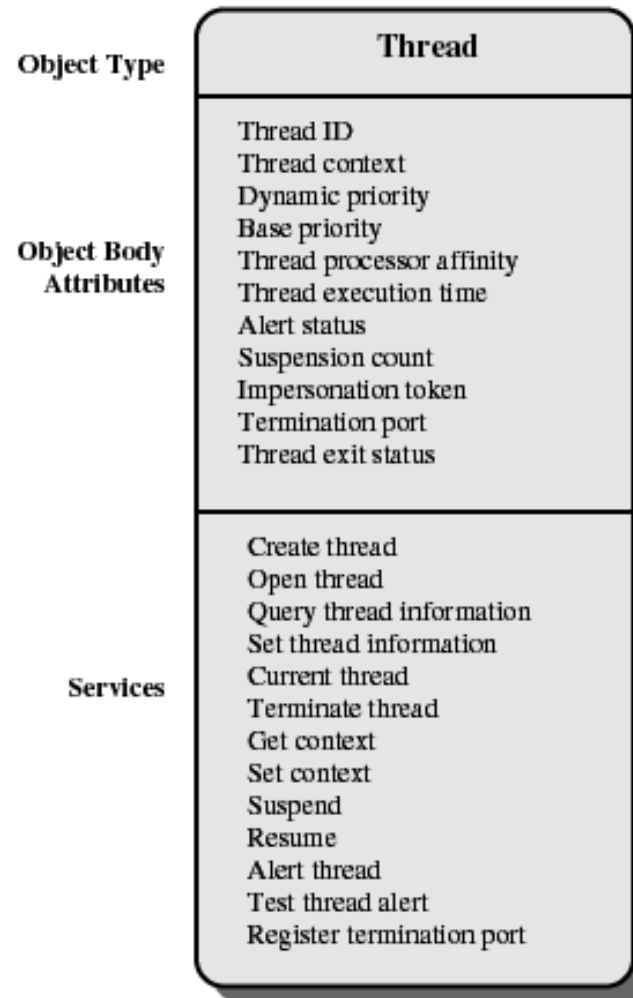 Object Type
Thread
Object Body
Attributes
Thread ID
Thread context
Dynamic priority
Base priority
Thread processor affinity
Thread execution time
Alert status
Suspension count
Impersonation token
Termination port
Thread exit status
Services
Create thread
Open thread
Query thread information
Set thread information
Current thread
Terminate thread
Get context
Set context
Suspend
Resume
Alert thread
Test thread alert
Register termination port